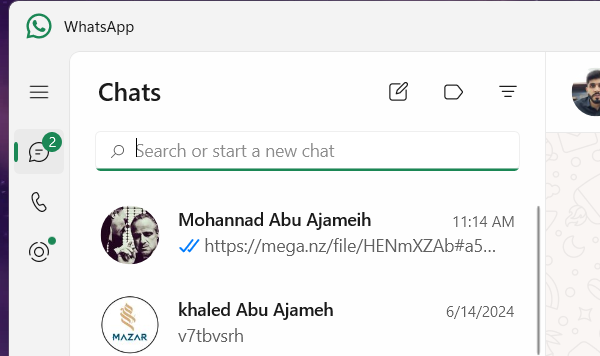 WhatsApp
Chats
2
Search or start a new chat
Mohannad Abu Ajameih
11:14 AM
https://mega.nz/file/HENmXZAb#a5...
khaled Abu Ajameh
6/14/2024
MAZAR
v7tbvsrh